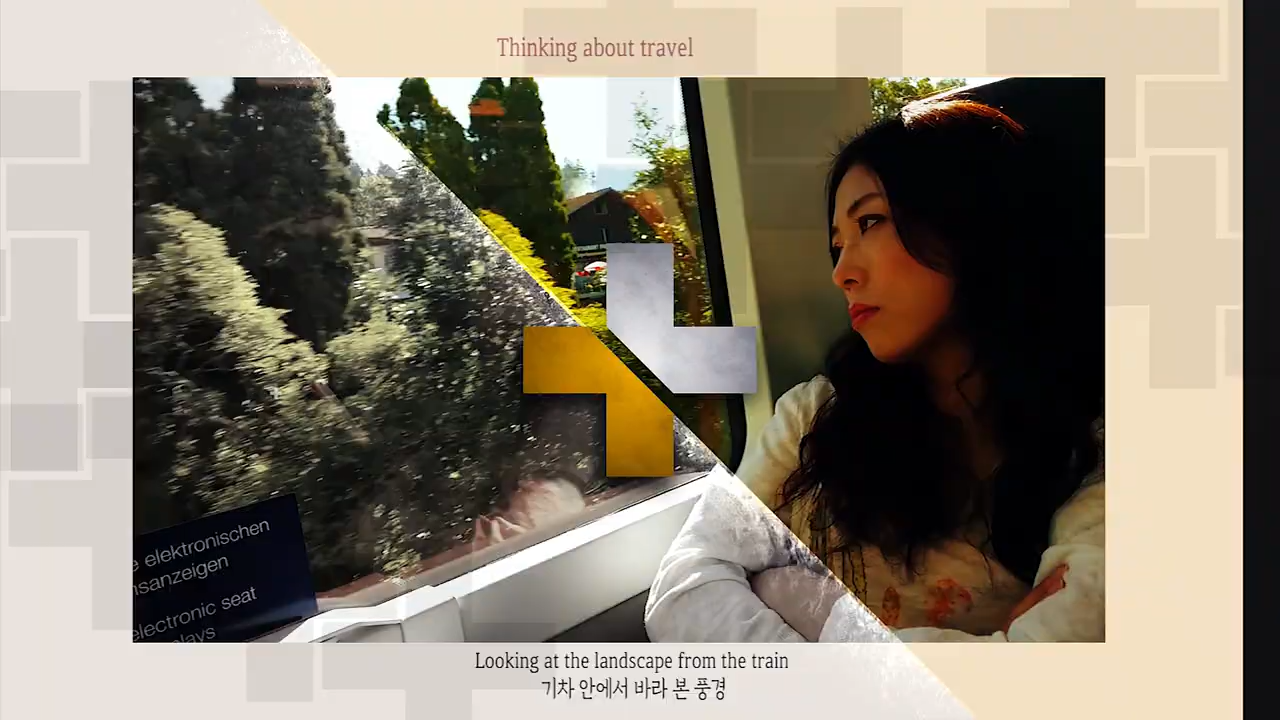 Thinking about travel
e elektronischen
nsanzeigen
electronic seat
plays
Looking at the landscape from the train
기차 안에서 바라 본 풍경